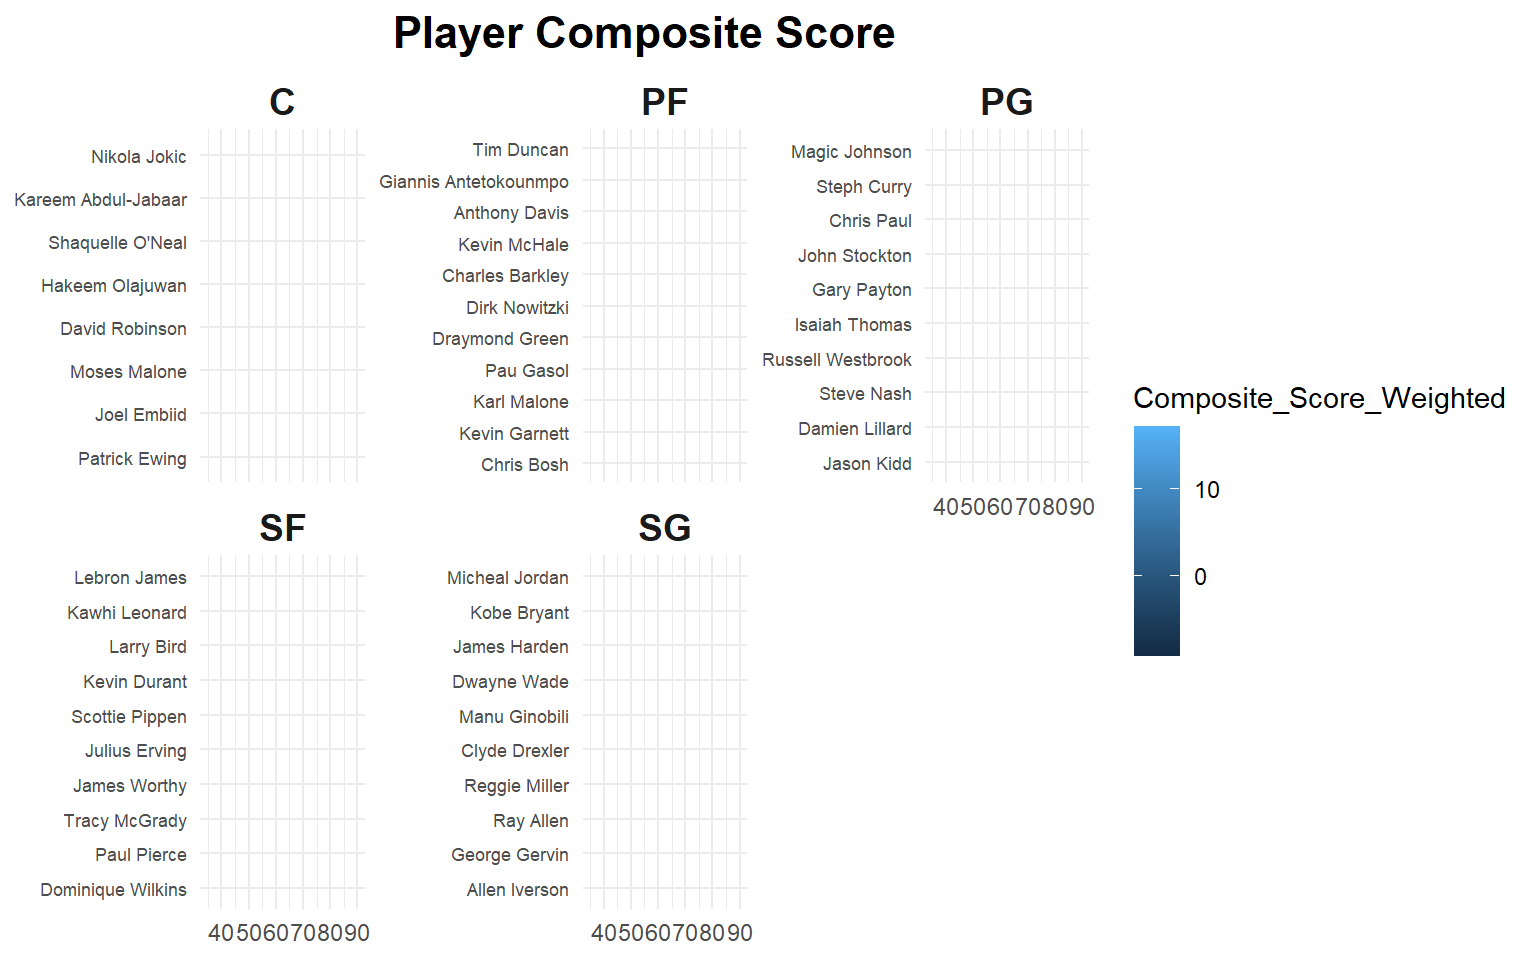 Player Composite Score
C
Nikola Jokic
Kareem Abdul-Jabaar
Shaquelle O'Neal
Hakeem Olajuwan
David Robinson
Moses Malone
Joel Embiid
Patrick Ewing
PF
Tim Duncan
Giannis Antetokounmpo
Anthony Davis
Kevin McHale
Charles Barkley
Dirk Nowitzki
Draymond Green
Pau Gasol
Karl Malone
Kevin Garnett
Chris Bosh
PG
Magic Johnson
Steph Curry
Chris Paul
John Stockton
Gary Payton
Isaiah Thomas
Russell Westbrook
Steve Nash
Damien Lillard
Jason Kidd
405060708090
SF
Lebron James
Kawhi Leonard
Larry Bird
Kevin Durant
Scottie Pippen
Julius Erving
James Worthy
Tracy McGrady
Paul Pierce
Dominique Wilkins
405060708090
SG
Micheal Jordan
Kobe Bryant
James Harden
Dwayne Wade
Manu Ginobili
Clyde Drexler
Reggie Miller
Ray Allen
George Gervin
Allen Iverson
405060708090
Composite_Score_Weighted
10
0